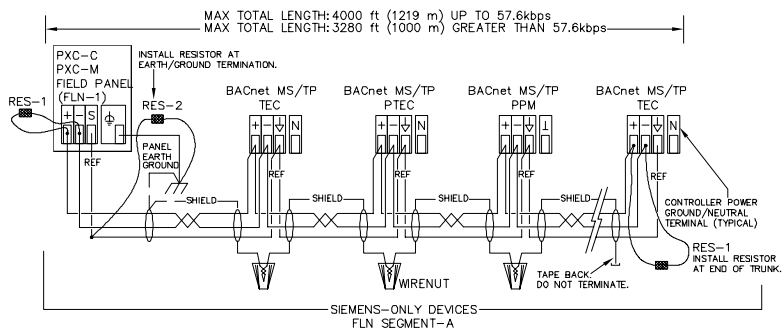 MAX TOTAL LENGTH: 4000 ft (1219 m) UP TO 57.6kbps
MAX TOTAL LENGTH: 3280 ft (1000 m) GREATER THAN 57.6kbps
PXC-C
PXC-M
FIELD PANEL
(FLN-1)
INSTALL RESISTOR AT
EARTH/GROUND TERMINATION.
RES-1
RES-2
BACnet MS/TP
TEC
BACnet MS/TP
PTEC
BACnet MS/TP
PPM
BACnet MS/TP
TEC
+ - S
+ - N
+ - N
+ -
+ - N
REF
PANEL
EARTH
GROUND
REF
REF
REF
REF
SHIELD
SHIELD
SHIELD
SHIELD
CONTROLLER POWER
GROUND/NEUTRAL
TERMINAL (TYPICAL)
RES-1
INSTALL RESISTOR
AT END OF TRUNK.
WIRENUT
TAPE BACK.
DO NOT TERMINATE.
SIEMENS-ONLY DEVICES
FLN SEGMENT-A